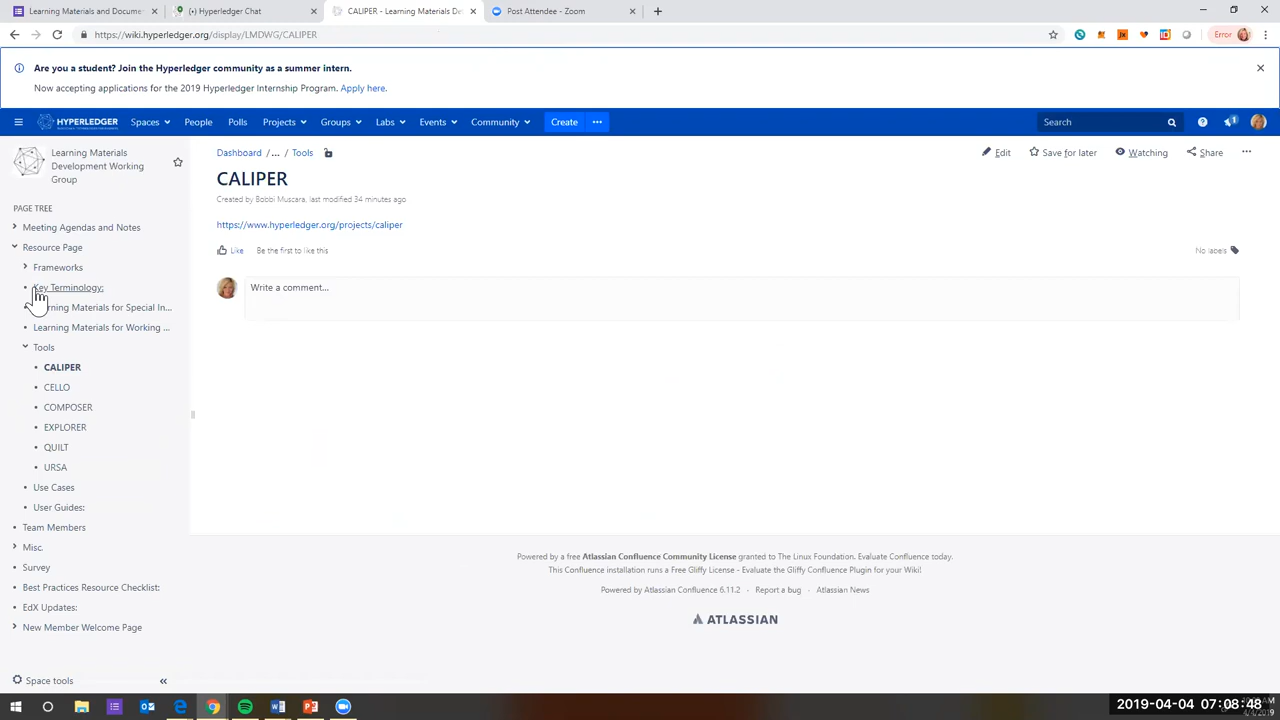 Learning Materials and Docume
Hyperledger Chat
CALIPER - Learning Materials De
Post Attendee - Zoom
https://wiki.hyperledger.org/display/LMDWG/CALIPER
Error
Are you a student? Join the Hyperledger community as a summer intern.
Now accepting applications for the 2019 Hyperledger Internship Program. Apply here.
HYPERLEDGER
Spaces
People
Polls
Projects
Groups
Labs
Events
Community
Create
Search
1
Learning Materials
Development Working
Group
Dashboard / ... / Tools
Edit
Save for later
Watching
Share
CALIPER
Created by Bobbi Muscara, last modified 34 minutes ago
https://www.hyperledger.org/projects/caliper
Like
Be the first to like this
No labels
Write a comment...
PAGE TREE
Meeting Agendas and Notes
Resource Page
Frameworks
Key Terminology:
rning Materials for Special In...
Learning Materials for Working ...
Tools
CALIPER
CELLO
COMPOSER
EXPLORER
QUILT
URSA
Use Cases
User Guides:
Team Members
Misc.
Survey
Best Practices Resource Checklist:
EdX Updates:
New Member Welcome Page
Space tools
Powered by a free Atlassian Confluence Community License granted to The Linux Foundation. Evaluate Confluence today.
This Confluence installation runs a Free Gliffy License - Evaluate the Gliffy Confluence Plugin for your Wiki!
Powered by Atlassian Confluence 6.11.2 · Report a bug · Atlassian News
ATLASSIAN
2019-04-04 07:08:48